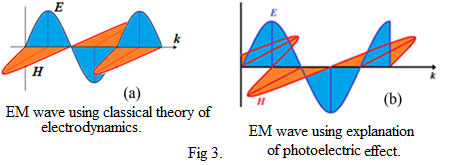 E
k
H
(a)
EM wave using classical theory of
electrodynamics.
E
k
H
(b)
EM wave using explanation
of photoelectric effect.
Fig 3.